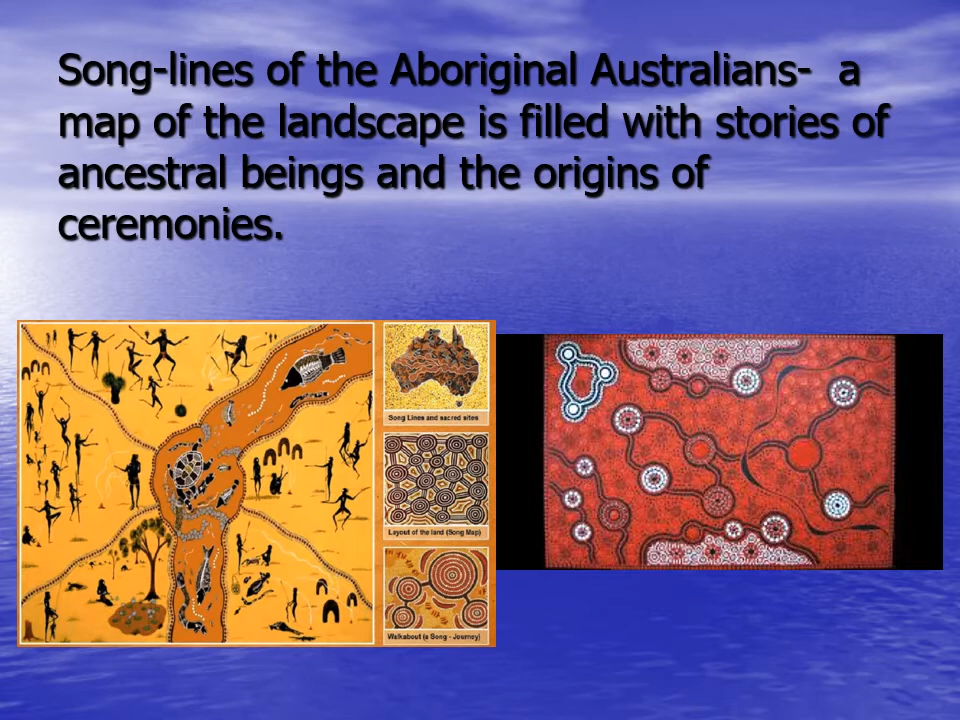 Song-lines of the Aboriginal Australians-  a
map of the landscape is filled with stories of
ancestral beings and the origins of
ceremonies.
Song Lines and sacred sites
Layout of the land (Song Map)
Walkabout (a Song - Journey)